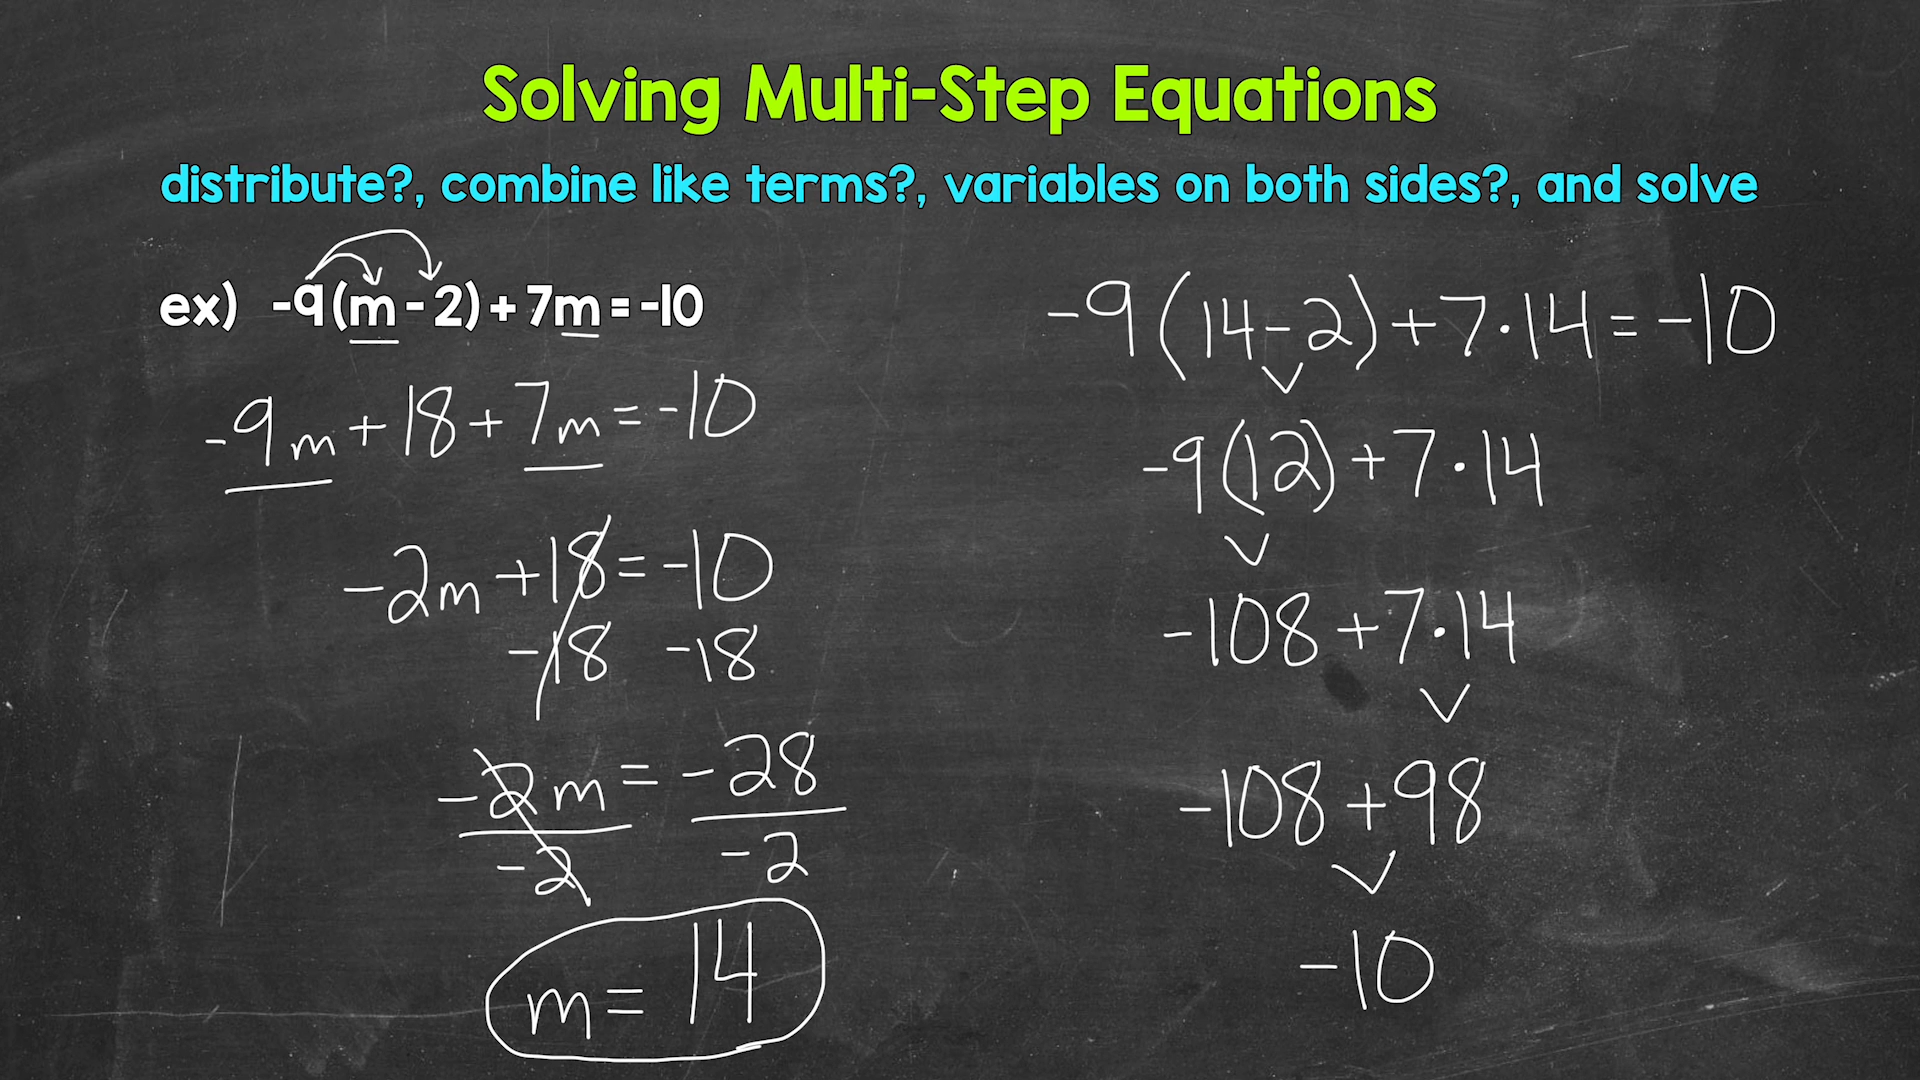 Solving Multi-Step Equations
distribute?, combine like terms?, variables on both sides?, and solve
ex) -9(m-2)+7m=-10
-9m+18+7m=-10
-2m+18=-10
-18 -18
-2m=-28
-2 -2
m=14
-9(14-2)+7·14=-10
-9(12)+7·14
-108+7·14
-108+98
-10